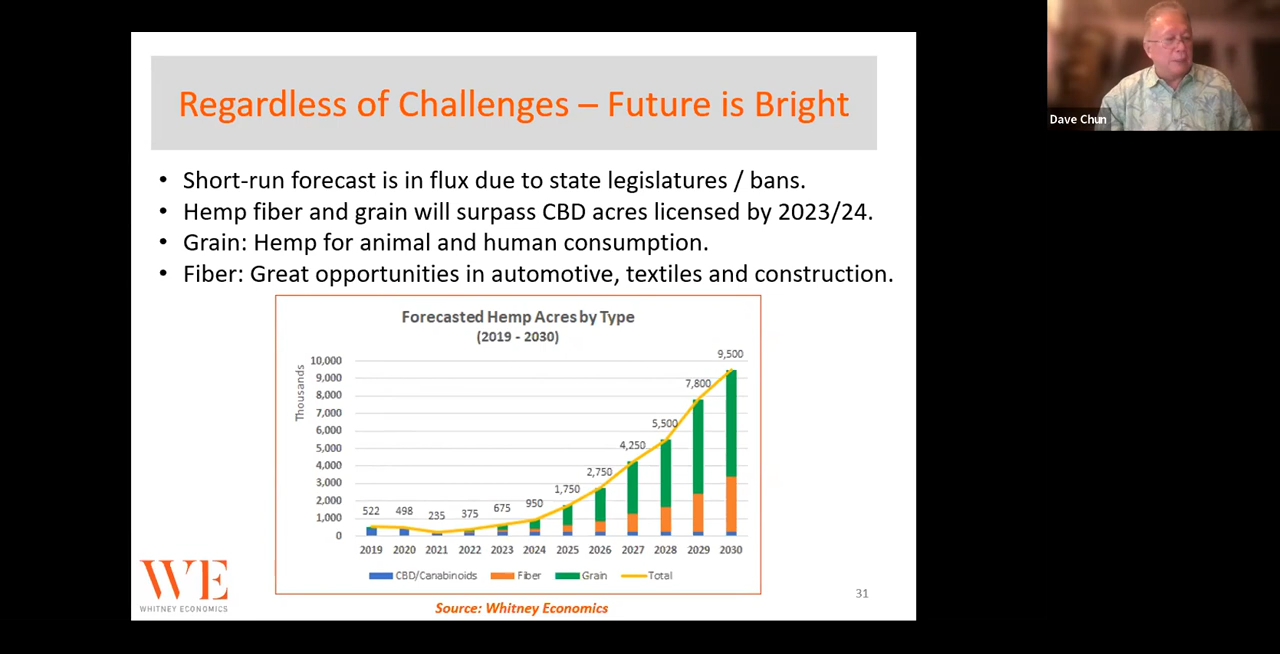 Regardless of Challenges – Future is Bright
• Short-run forecast is in flux due to state legislatures / bans.
• Hemp fiber and grain will surpass CBD acres licensed by 2023/24.
• Grain: Hemp for animal and human consumption.
• Fiber: Great opportunities in automotive, textiles and construction.
Forecasted Hemp Acres by Type
(2019 - 2030)
Thousands
10,000
9,000
8,000
7,000
6,000
5,000
4,000
3,000
2,000
1,000
0
522
498
235
375
675
950
1,750
2,750
4,250
5,500
7,800
9,500
2019 2020 2021 2022 2023 2024 2025 2026 2027 2028 2029 2030
CBD/Canabinoids Fiber Grain Total
WE
WHITNEY ECONOMICS
Source: Whitney Economics
31
Dave Chun